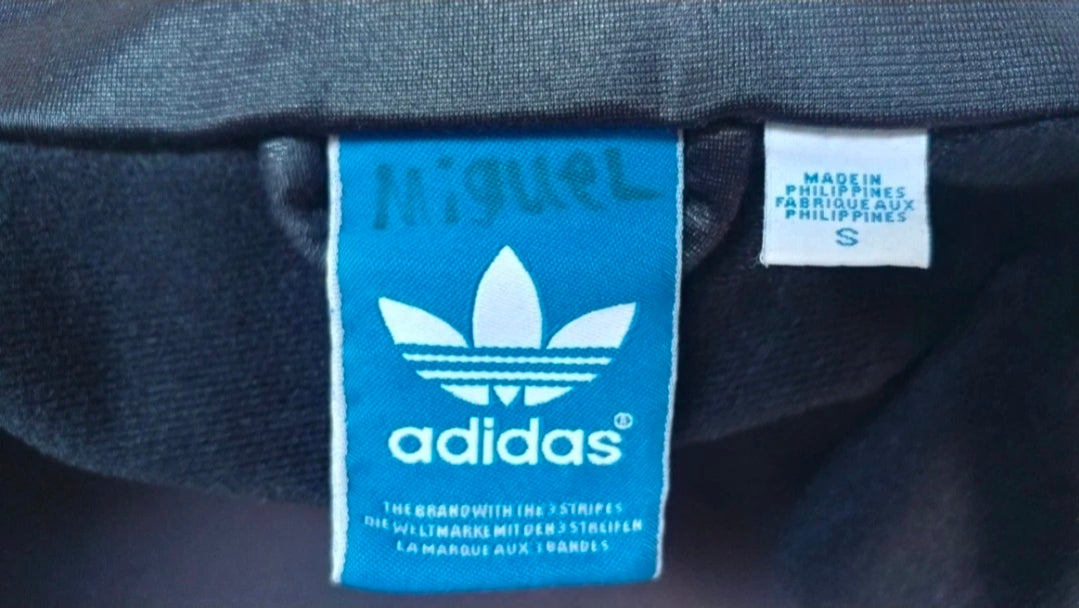 Miguel
adidas®
THE BRAND WITH THE 3 STRIPES
DIE WELTMARKE MIT DEN 3 STREIFEN
LA MARQUE AUX 3 BANDES
MADE IN
PHILIPPINES
FABRIQUE AUX
PHILIPPINES
S